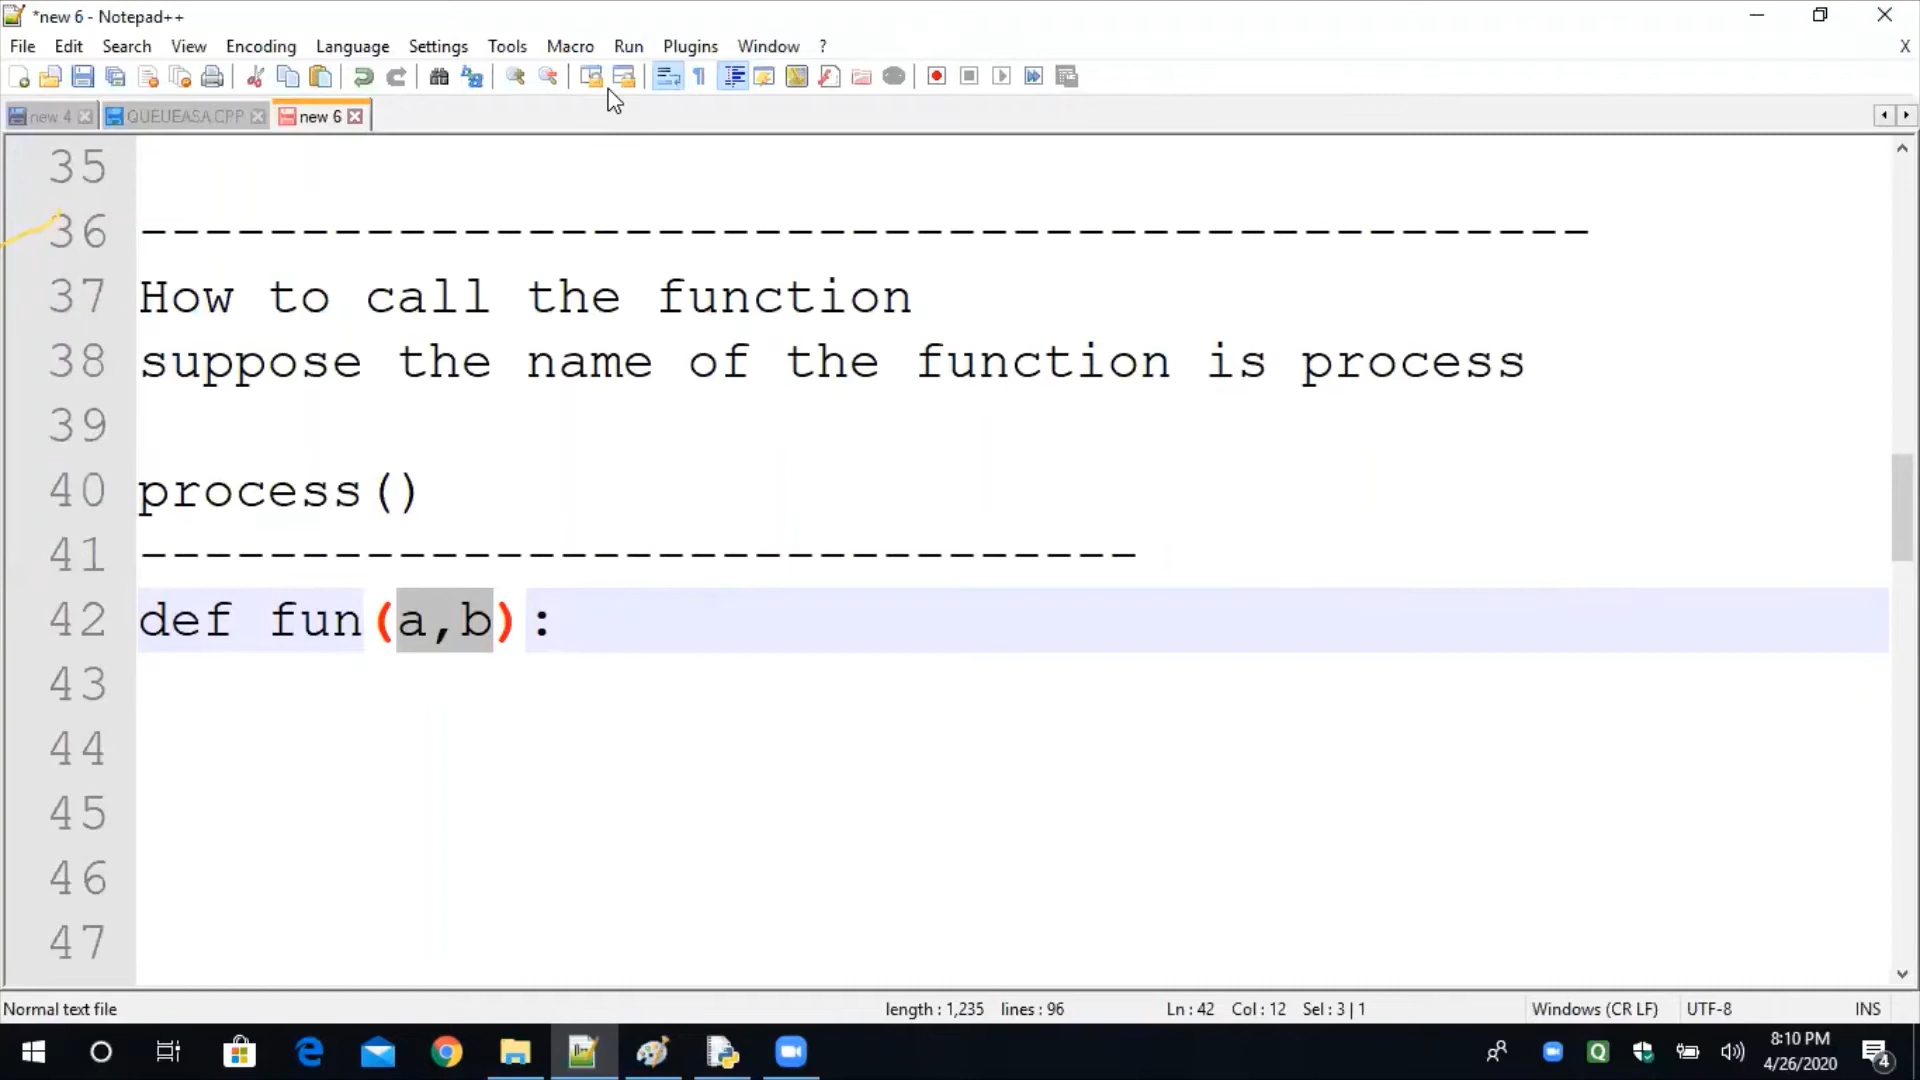 *new 6 - Notepad++
File Edit Search View Encoding Language Settings Tools Macro Run Plugins Window ? X
new 4 QUEUEASA.CPP new 6
35
36 ---------------------------------------------
37 How to call the function
38 suppose the name of the function is process
39
40 process()
41 -------------------------------
42 def fun(a,b):
43
44
45
46
47
Normal text file length : 1,235 lines : 96 Ln : 42 Col : 12 Sel : 3 | 1 Windows (CR LF) UTF-8 INS
8:10 PM
4/26/2020
4